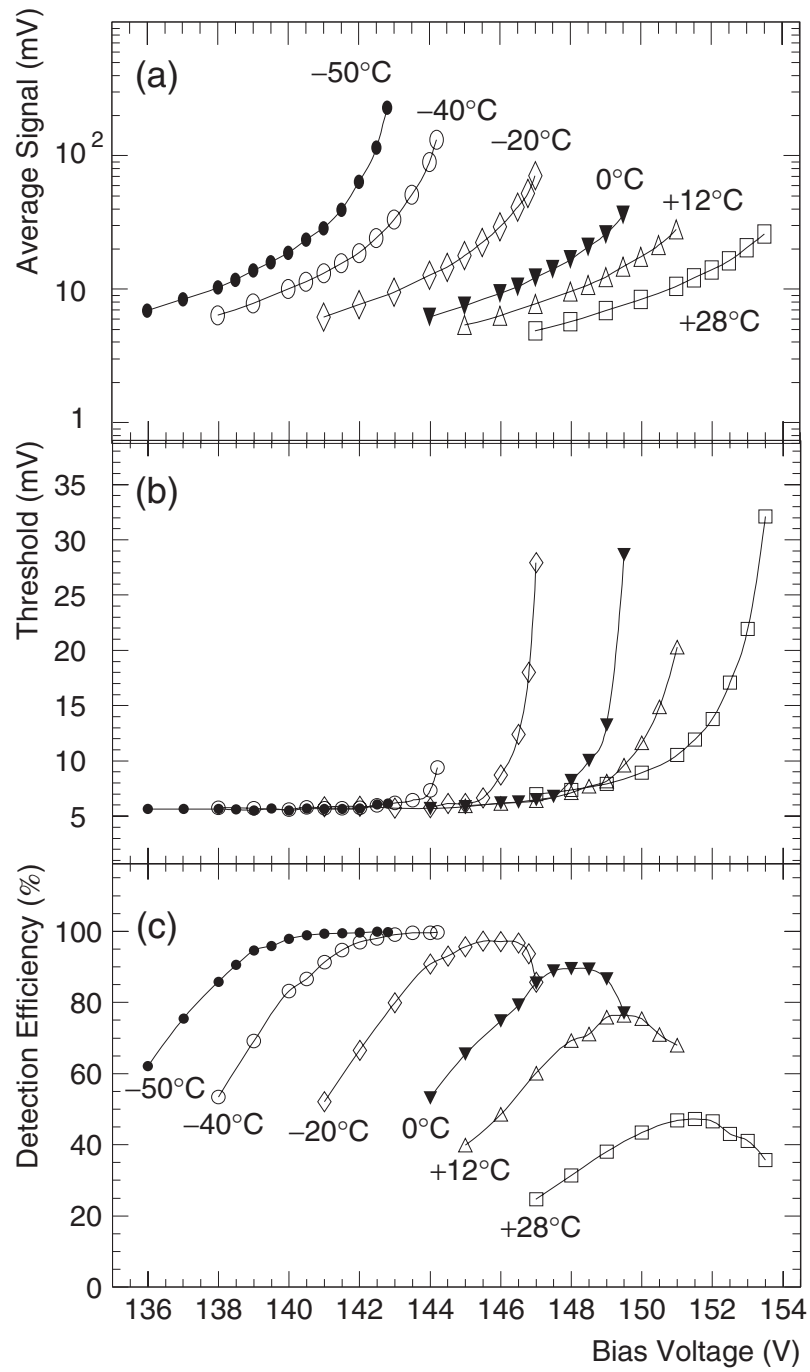 Average Signal (mV)
10²
10
1
(a)
−50°C
−40°C
−20°C
0°C
+12°C
+28°C
Threshold (mV)
35
30
25
20
15
10
5
(b)
Detection Efficiency (%)
100
80
60
40
20
0
(c)
−50°C
−40°C
−20°C
0°C
+12°C
+28°C
136 138 140 142 144 146 148 150 152 154
Bias Voltage (V)